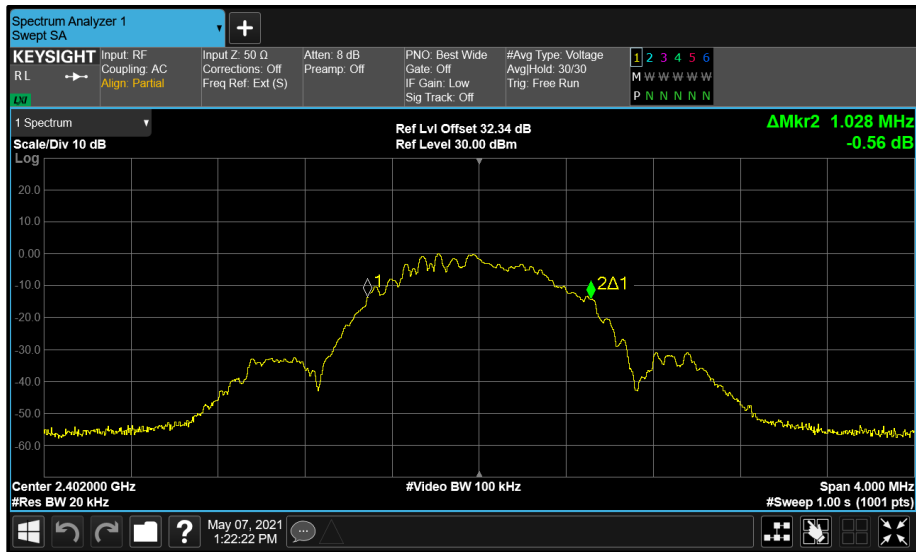 Spectrum Analyzer 1
Swept SA
+
KEYSIGHT Input: RF Input Z: 50 Ω Atten: 8 dB PNO: Best Wide #Avg Type: Voltage 1 2 3 4 5 6
RL Coupling: AC Corrections: Off Preamp: Off Gate: Off Avg|Hold: 30/30 M W W W W W
Align: Partial Freq Ref: Ext (S) IF Gain: Low Trig: Free Run P N N N N N
LXI Sig Track: Off
1 Spectrum Ref Lvl Offset 32.34 dB ΔMkr2 1.028 MHz
Scale/Div 10 dB Ref Level 30.00 dBm -0.56 dB
Log
20.0
10.0
0.00
1
2Δ1
-10.0
-20.0
-30.0
-40.0
-50.0
-60.0
Center 2.402000 GHz #Video BW 100 kHz Span 4.000 MHz
#Res BW 20 kHz #Sweep 1.00 s (1001 pts)
? May 07, 2021
1:22:22 PM